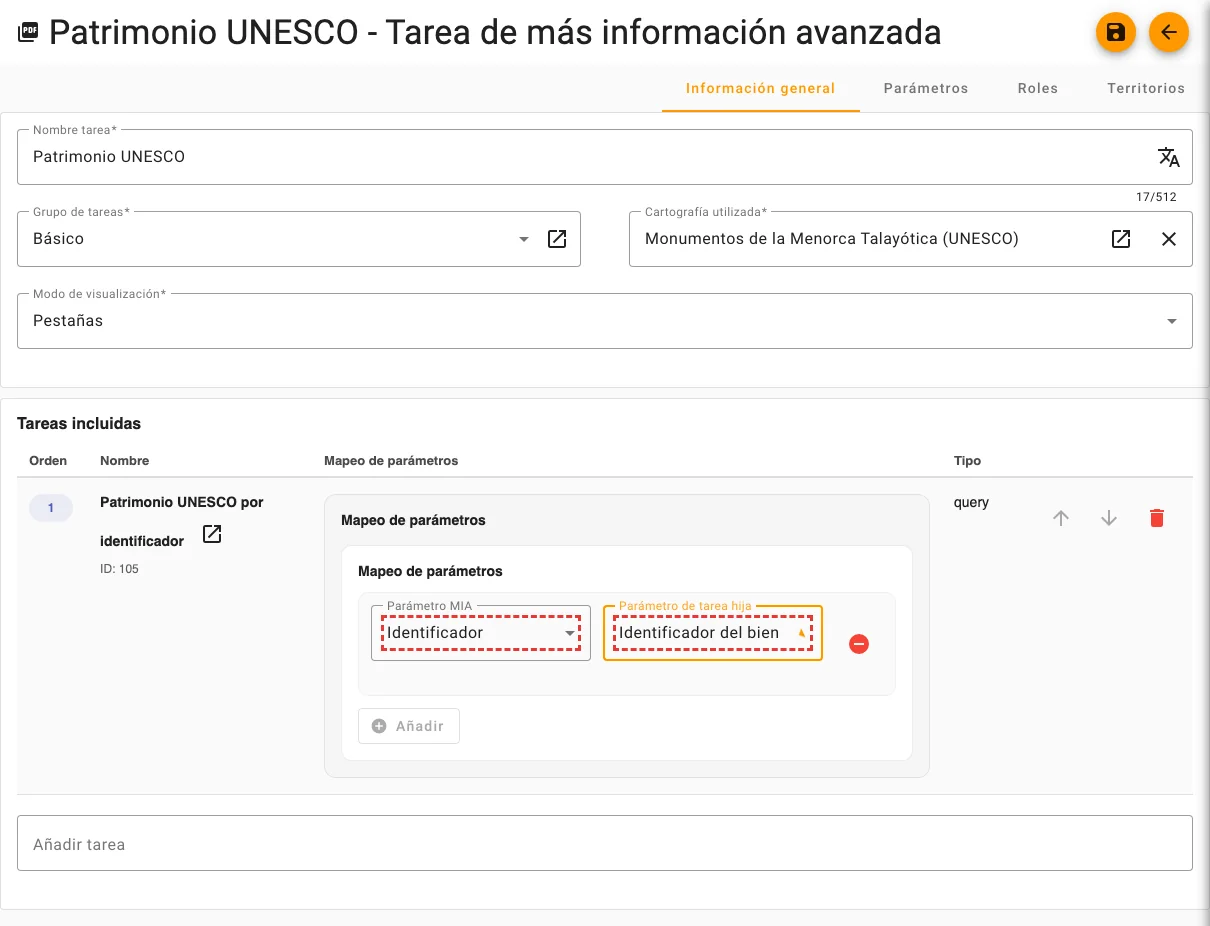 PDF Patrimonio UNESCO - Tarea de más información avanzada
Información general Parámetros Roles Territorios
Nombre tarea*
Patrimonio UNESCO
17/512
Grupo de tareas* Cartografía utilizada*
Básico Monumentos de la Menorca Talayótica (UNESCO)
Modo de visualización*
Pestañas
Tareas incluidas
Orden Nombre Mapeo de parámetros Tipo
1 Patrimonio UNESCO por identificador query
ID: 105
Mapeo de parámetros
Mapeo de parámetros
Parámetro MIA Parámetro de tarea hija
Identificador Identificador del bien
Añadir
Añadir tarea